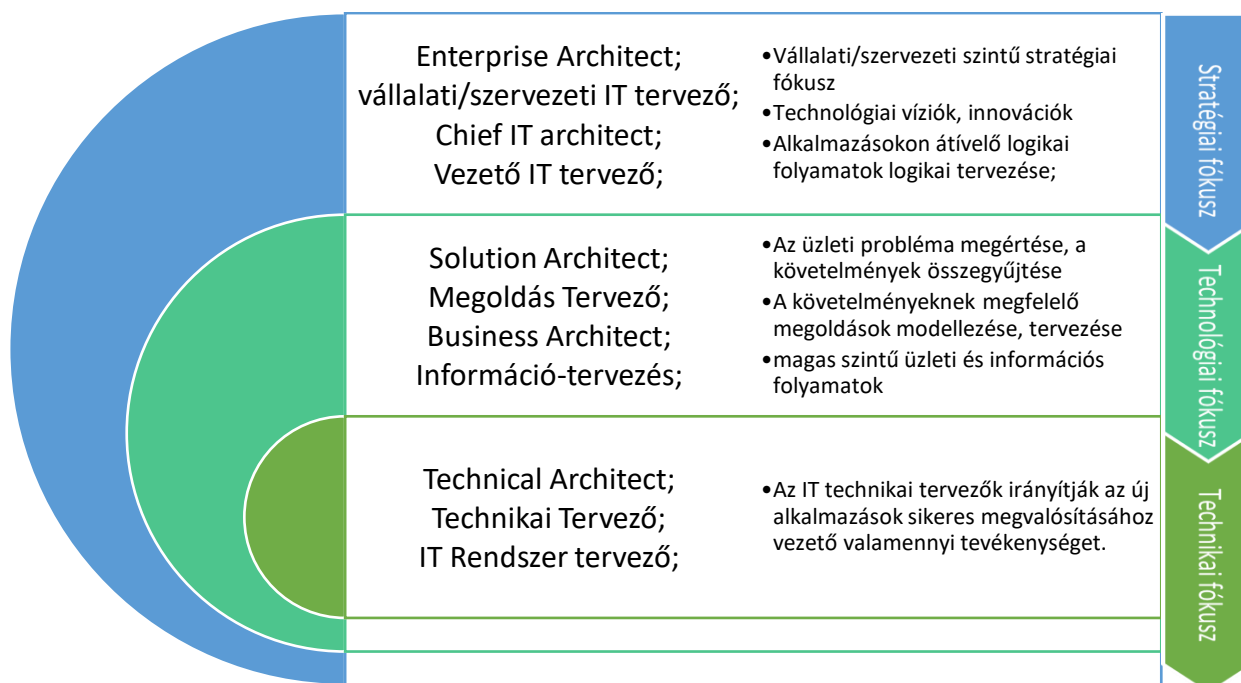 Enterprise Architect;
vállalati/szervezeti IT tervező;
Chief IT architect;
Vezető IT tervező;
•Vállalati/szervezeti szintű stratégiai
fókusz
•Technológiai víziók, innovációk
•Alkalmazásokon átívelő logikai
folyamatok logikai tervezése;
Stratégiai fókusz
Solution Architect;
Megoldás Tervező;
Business Architect;
Információ-tervezés;
•Az üzleti probléma megértése, a
követelmények összegyűjtése
•A követelményeknek megfelelő
megoldások modellezése, tervezése
•magas szintű üzleti és információs
folyamatok
Technológiai fókusz
Technical Architect;
Technikai Tervező;
IT Rendszer tervező;
•Az IT technikai tervezők irányítják az új
alkalmazások sikeres megvalósításához
vezető valamennyi tevékenységet.
Technikai fókusz